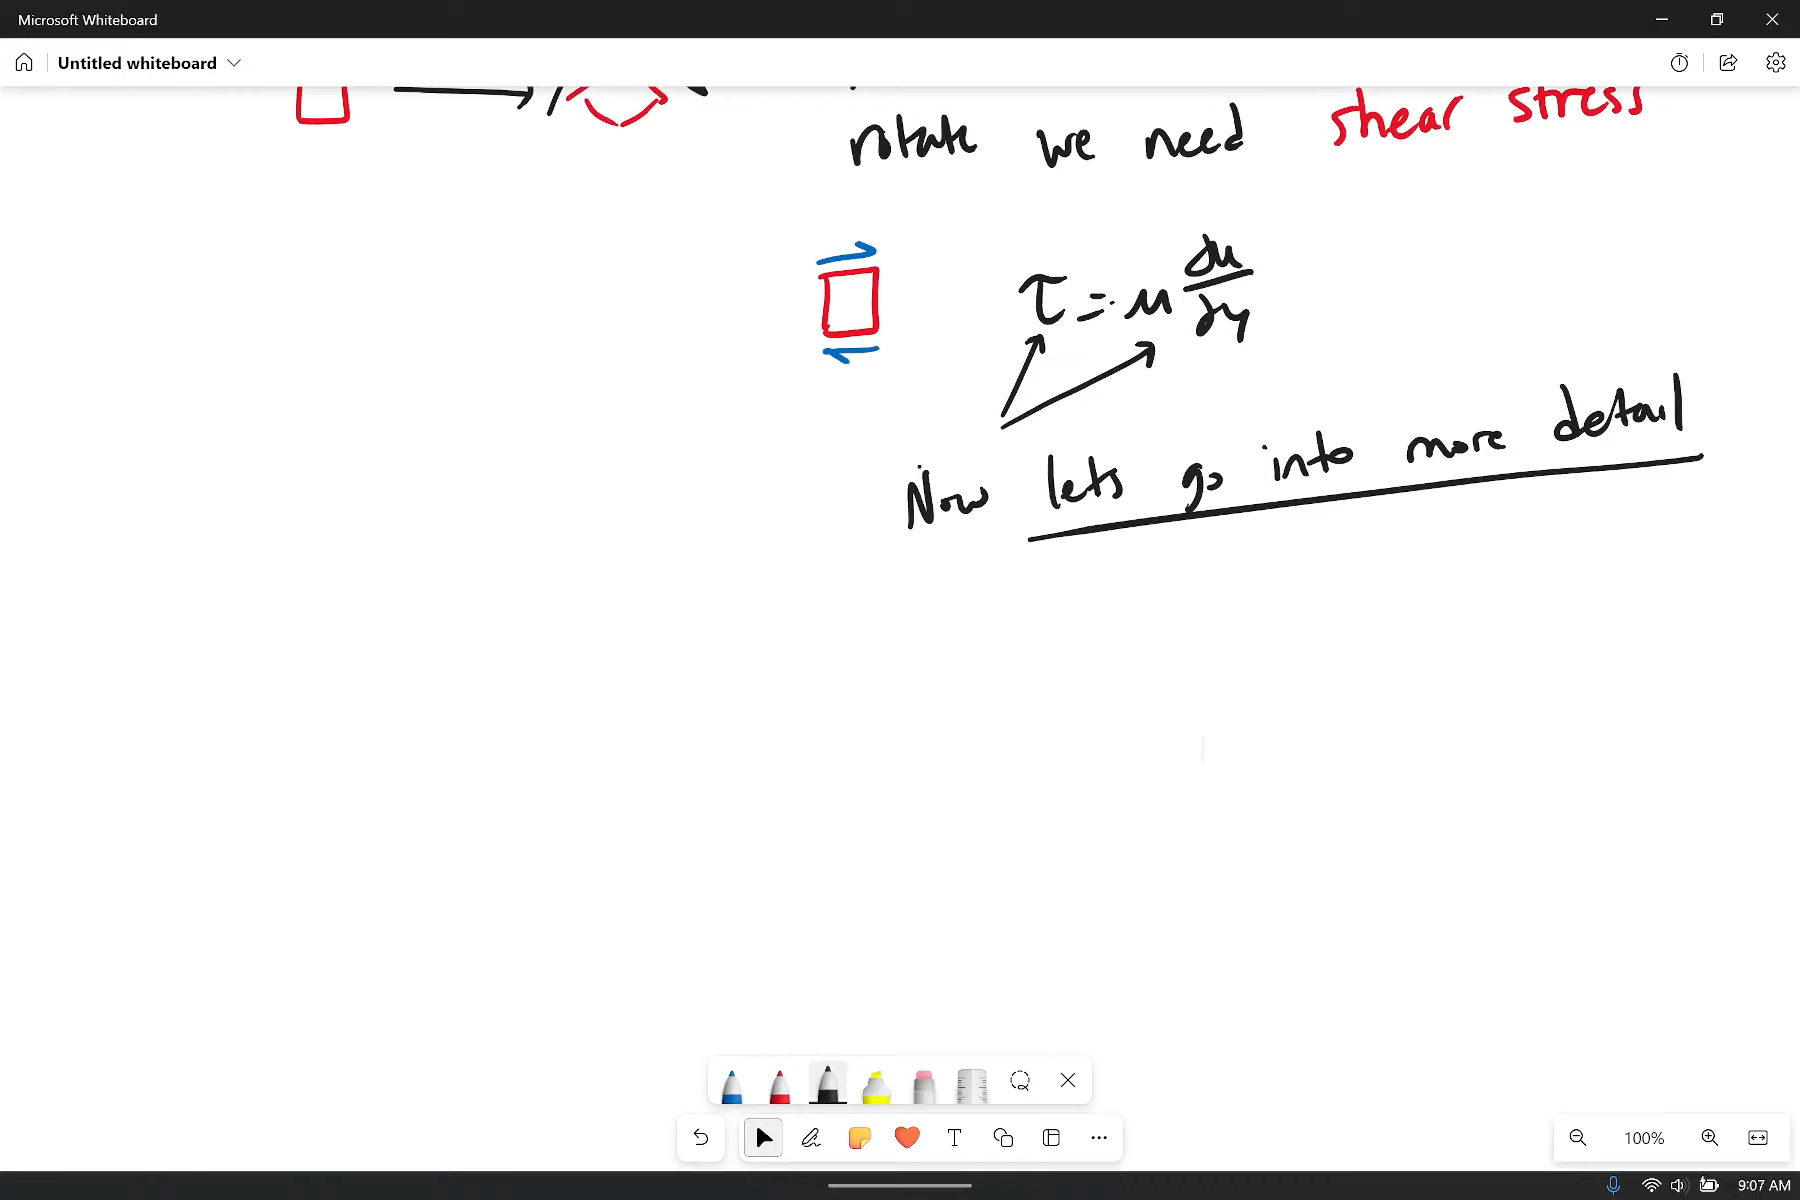 Microsoft Whiteboard
Untitled whiteboard
shear stress
rotate we need
τ = μ du/dy
Now lets go into more detail
T
100%
9:07 AM